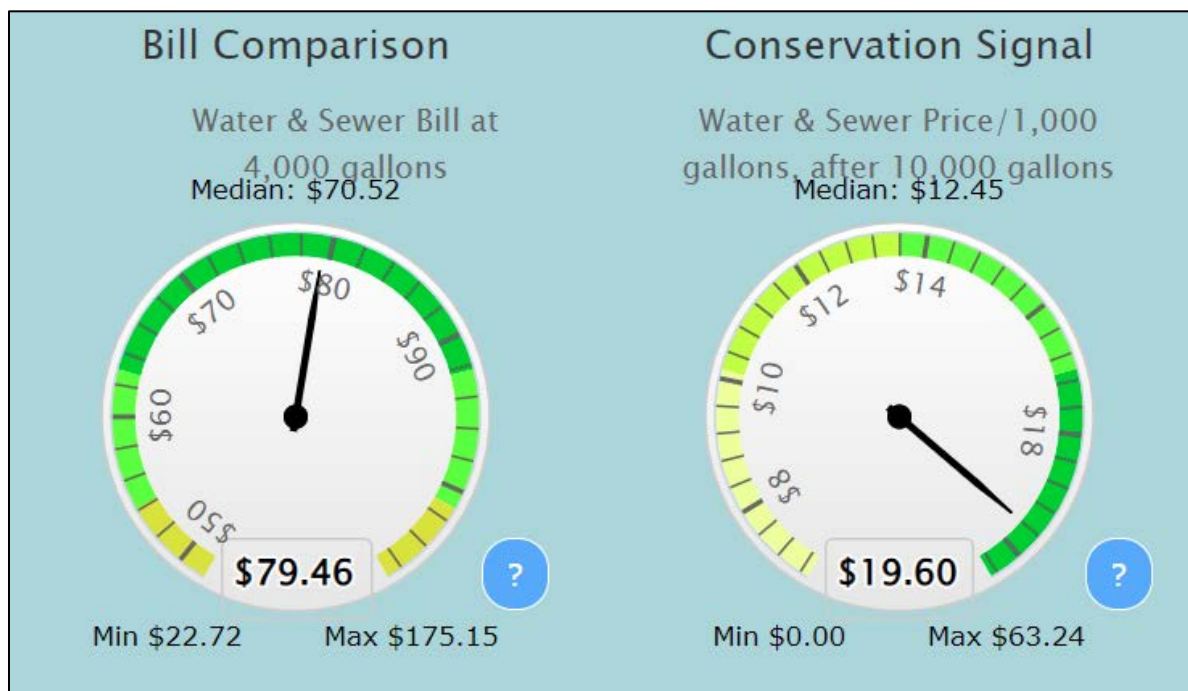 Bill Comparison
Water & Sewer Bill at
4,000 gallons
Median: $70.52
$50
$60
$70
$80
$90
$79.46
?
Min $22.72
Max $175.15
Conservation Signal
Water & Sewer Price/1,000
gallons, after 10,000 gallons
Median: $12.45
$8
$10
$12
$14
$18
$19.60
?
Min $0.00
Max $63.24